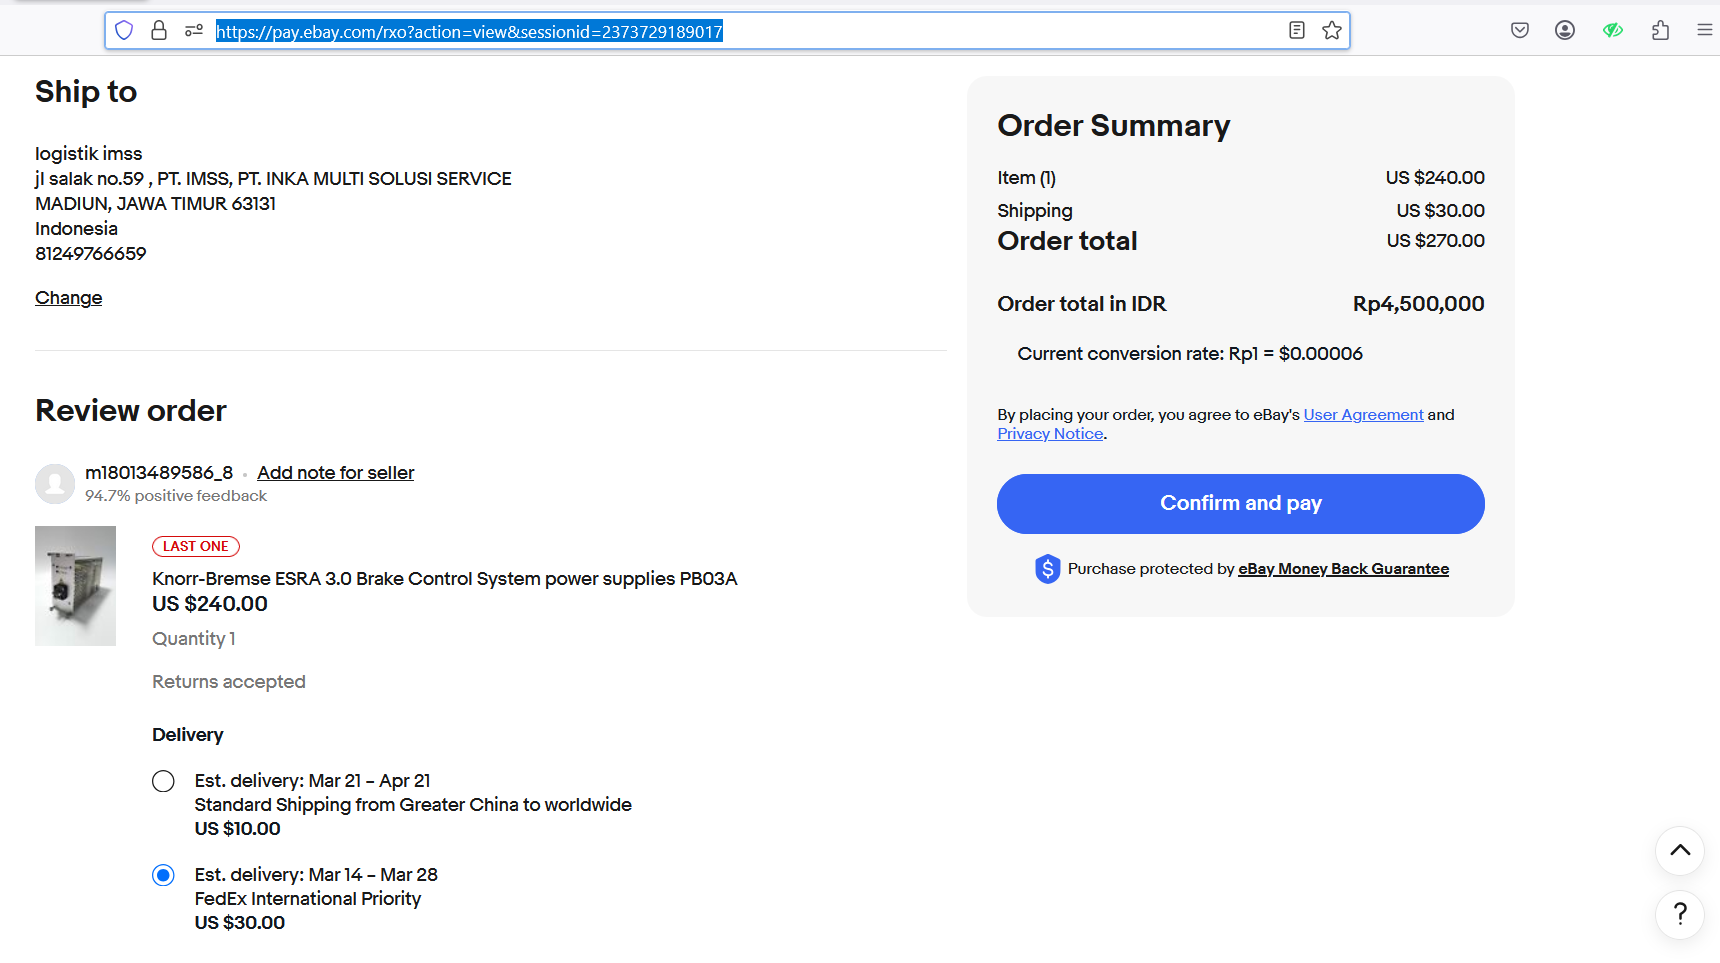 https://pay.ebay.com/rxo?action=view&sessionid=2373729189017
Ship to
logistik imss
jl salak no.59 , PT. IMSS, PT. INKA MULTI SOLUSI SERVICE
MADIUN, JAWA TIMUR 63131
Indonesia
81249766659
Change
Review order
m18013489586_8 · Add note for seller
94.7% positive feedback
LAST ONE
Knorr-Bremse ESRA 3.0 Brake Control System power supplies PB03A
US $240.00
Quantity 1
Returns accepted
Delivery
Est. delivery: Mar 21 – Apr 21
Standard Shipping from Greater China to worldwide
US $10.00
Est. delivery: Mar 14 – Mar 28
FedEx International Priority
US $30.00
Order Summary
Item (1) US $240.00
Shipping US $30.00
Order total US $270.00
Order total in IDR Rp4,500,000
Current conversion rate: Rp1 = $0.00006
By placing your order, you agree to eBay's User Agreement and
Privacy Notice.
Confirm and pay
$ Purchase protected by eBay Money Back Guarantee
?